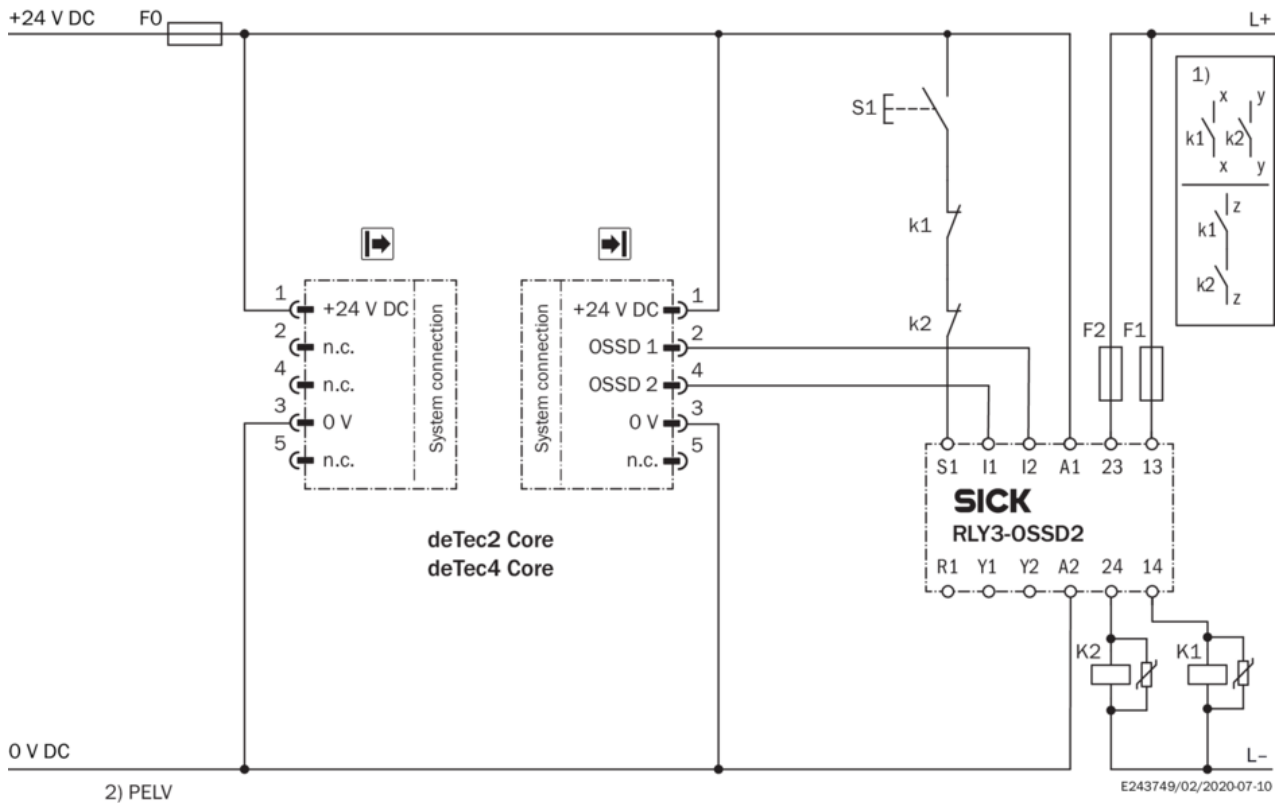 +24 V DC F0 L+
1)
x y
k1 k2
x y
z
k1
k2
z
S1
k1
k2
F2 F1
1 +24 V DC
2 n.c.
4 n.c.
3 0 V
5 n.c.
System connection
System connection
+24 V DC 1
OSSD 1 2
OSSD 2 4
0 V 3
n.c. 5
deTec2 Core
deTec4 Core
S1 I1 I2 A1 23 13
SICK
RLY3-OSSD2
R1 Y1 Y2 A2 24 14
K2 K1
0 V DC L–
2) PELV
E243749/02/2020-07-10